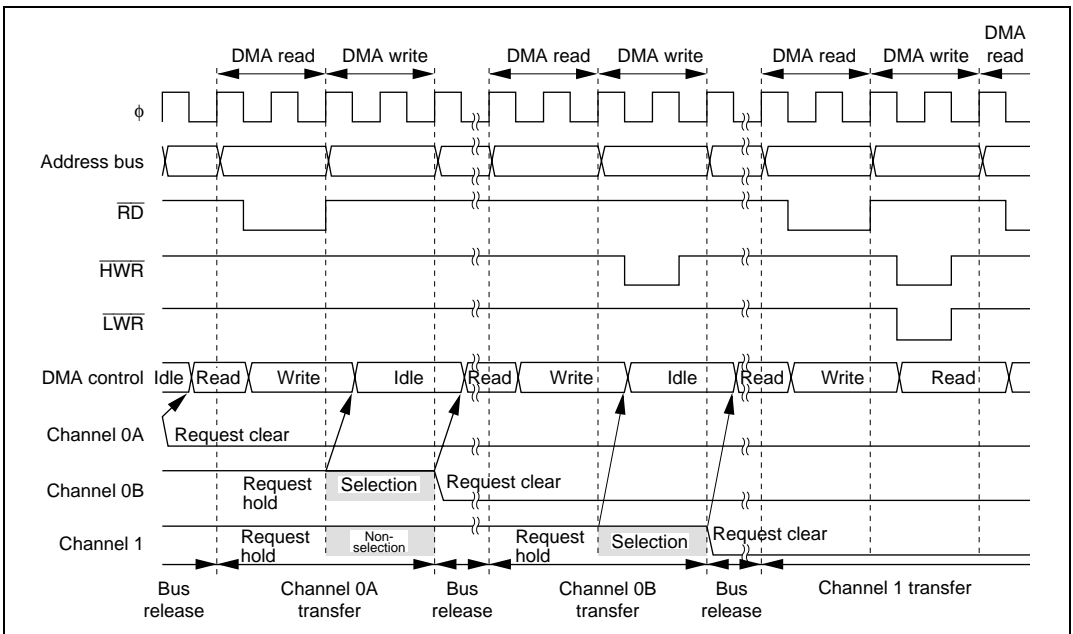 DMA
DMA read DMA write DMA read DMA write DMA read DMA write read
φ
Address bus
RD
HWR
LWR
DMA control Idle Read Write Idle Read Write Idle Read Write Read
Channel 0A Request clear
Channel 0B Request hold Selection Request clear
Channel 1 Request hold Non-selection Request hold Selection Request clear
Bus release Channel 0A transfer Bus release Channel 0B transfer Bus release Channel 1 transfer